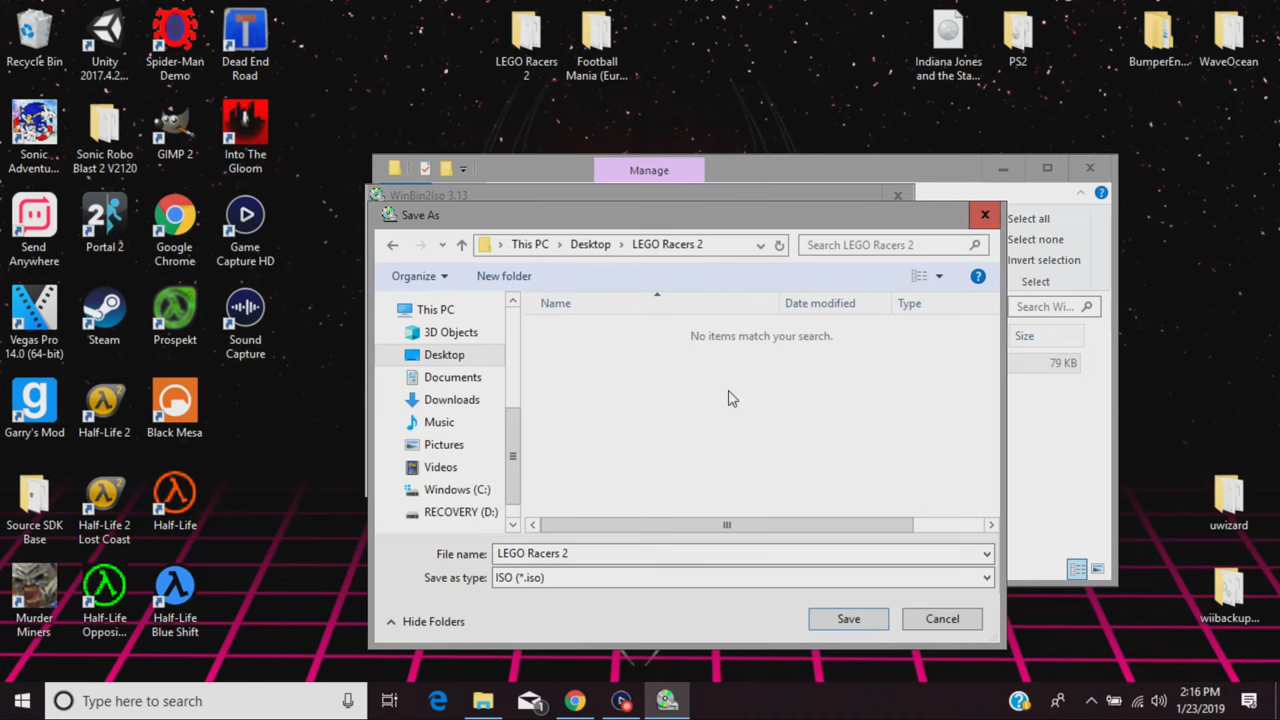 Recycle Bin
Unity
2017.4.2...
Spider-Man
Demo
Dead End
Road
LEGO Racers
2
Football
Mania (Eur...
Indiana Jones
and the Sta...
PS2
BumperEn...
WaveOcean
Sonic
Adventu...
Sonic Robo
Blast 2 V2120
GIMP 2
Into The
Gloom
Send
Anywhere
Portal 2
Google
Chrome
Game
Capture HD
Vegas Pro
14.0 (64-bit)
Steam
Prospekt
Sound
Capture
Garry's Mod
Half-Life 2
Black Mesa
Source SDK
Base
Half-Life 2
Lost Coast
Half-Life
Murder
Miners
Half-Life
Opposi...
Half-Life
Blue Shift
uwizard
wiibackup...
Manage
WinBin2Iso 3.13
Select all
Select none
Invert selection
Select
Search Wi...
Size
79 KB
Save As
This PC > Desktop > LEGO Racers 2
Search LEGO Racers 2
Organize
New folder
This PC
3D Objects
Desktop
Documents
Downloads
Music
Pictures
Videos
Windows (C:)
RECOVERY (D:)
Name
Date modified
Type
No items match your search.
File name: LEGO Racers 2
Save as type: ISO (*.iso)
Hide Folders
Save
Cancel
Type here to search
1
2:16 PM
1/23/2019